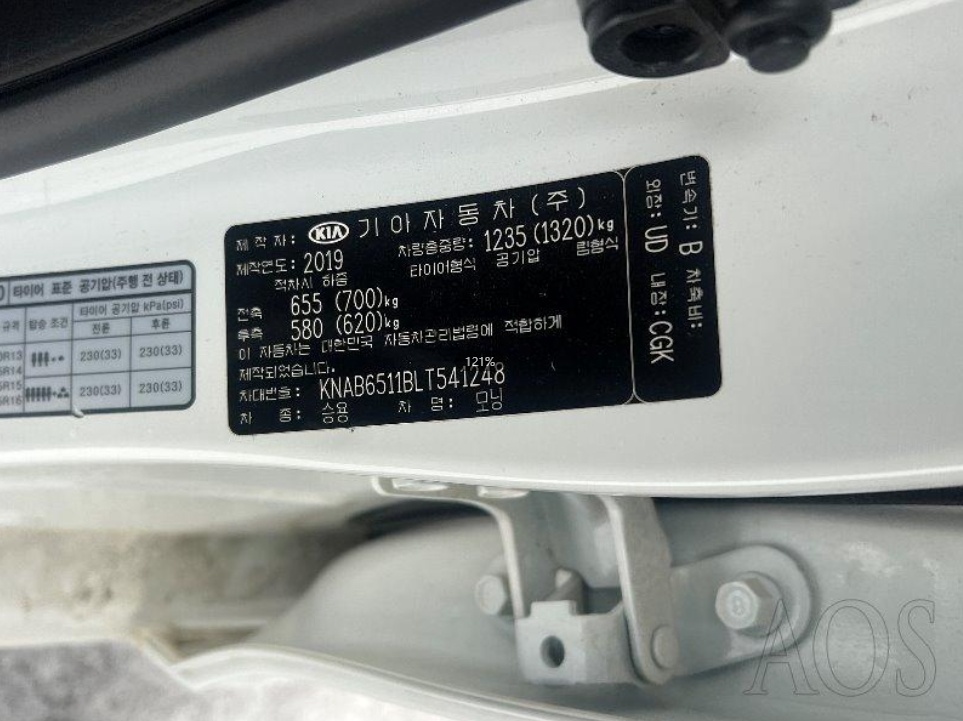 타이어 표준 공기압(주행 전 상태)
규격 탑승 조건 타이어 공기압 kPa(psi)
전륜 후륜
R13 230(33) 230(33)
R14
R15 230(33) 230(33)
R16
제 작 자 : KIA 기아자동차(주)
제작연도: 2019 차량총중량: 1235 (1320)kg
적차시 하중 타이어형식 공기압 림형식
전축 655 (700)kg
후축 580 (620)kg
이 자동차는 대한민국 자동차관리법령에 적합하게
제작되었습니다. 121%
차대번호: KNAB6511BLT541248
차 종: 승용 차 명: 모닝
변속기: B 차축비:
외장: UD 내장: CGK
AOS